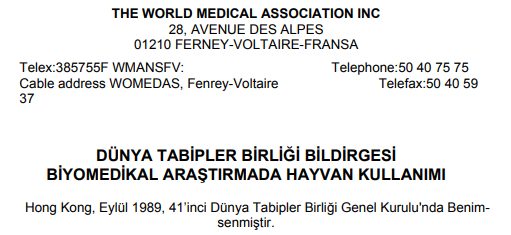 THE WORLD MEDICAL ASSOCIATION INC
28, AVENUE DES ALPES
01210 FERNEY-VOLTAIRE-FRANSA
Telex:385755F WMANSFV: Telephone:50 40 75 75
Cable address WOMEDAS, Fenrey-Voltaire Telefax:50 40 59
37
DÜNYA TABİPLER BİRLİĞİ BİLDİRGESİ
BİYOMEDİKAL ARAŞTIRMADA HAYVAN KULLANIMI
Hong Kong, Eylül 1989, 41'inci Dünya Tabipler Birliği Genel Kurulu'nda Benim-
senmiştir.